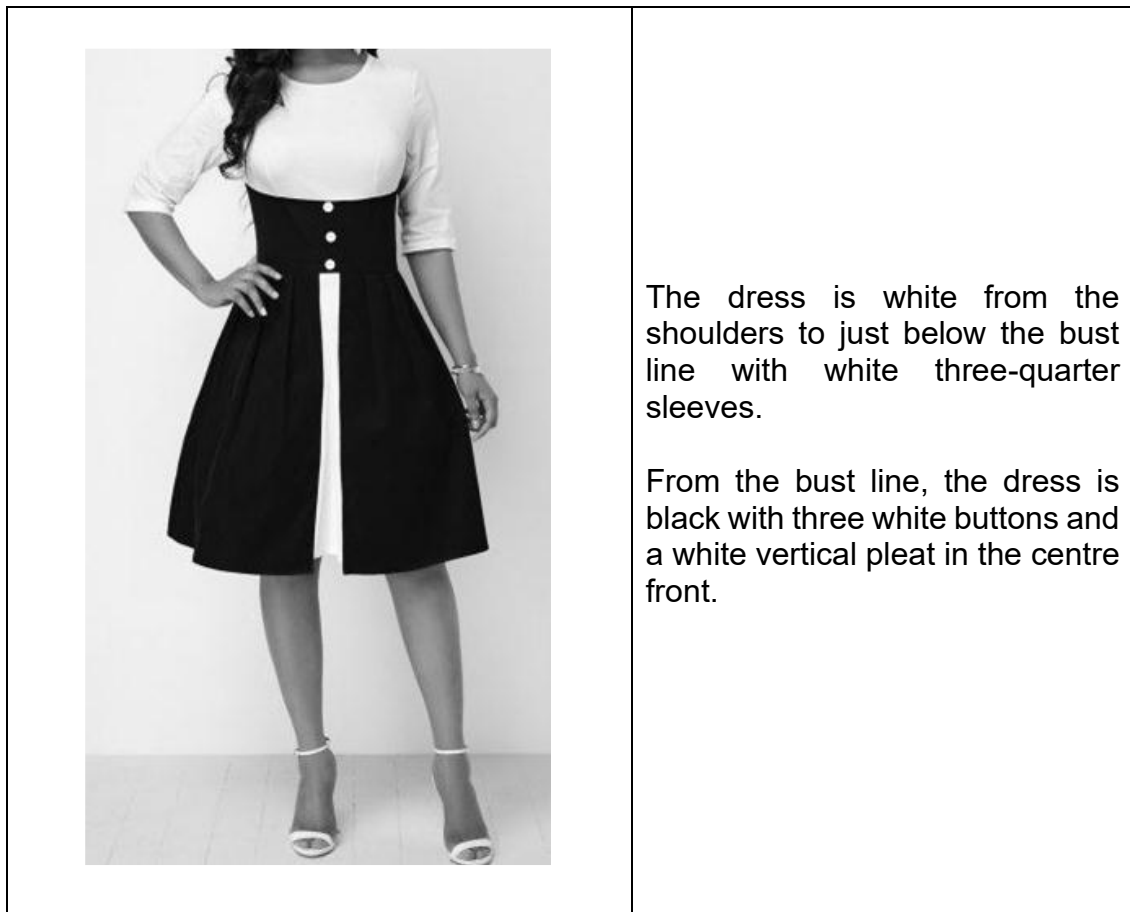 The dress is white from the
shoulders to just below the bust
line with white three-quarter
sleeves.
From the bust line, the dress is
black with three white buttons and
a white vertical pleat in the centre
front.